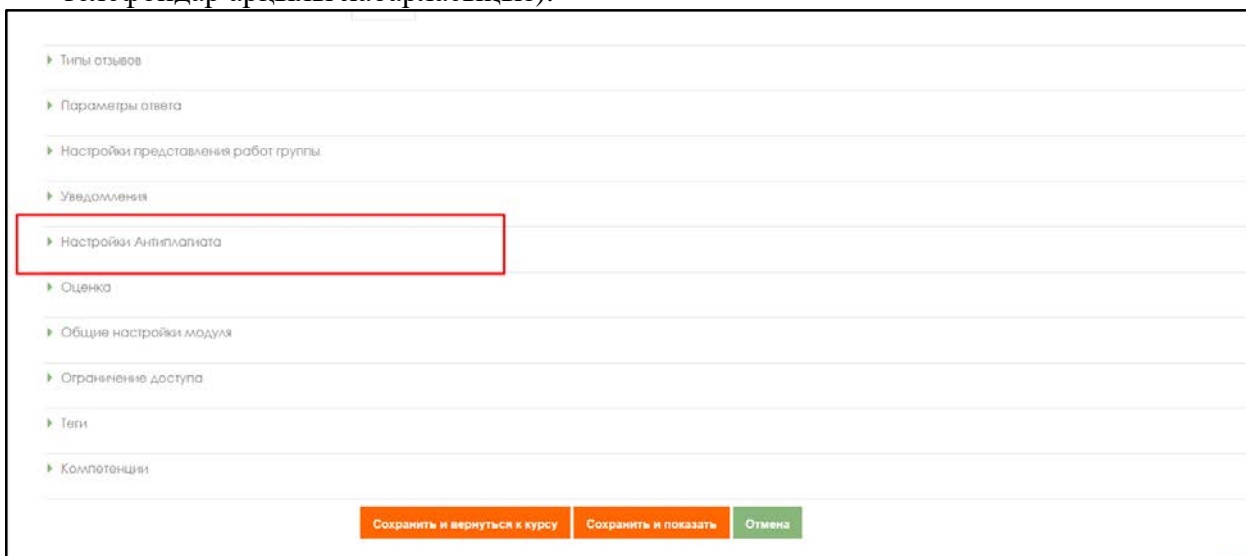 Типы отзывов
Параметры ответа
Настройки представления работ группы
Уведомления
Настройки Антиплагиата
Оценка
Общие настройки модуля
Ограничение доступа
Теги
Компетенции
Сохранить и вернуться к курсу Сохранить и показать Отмена